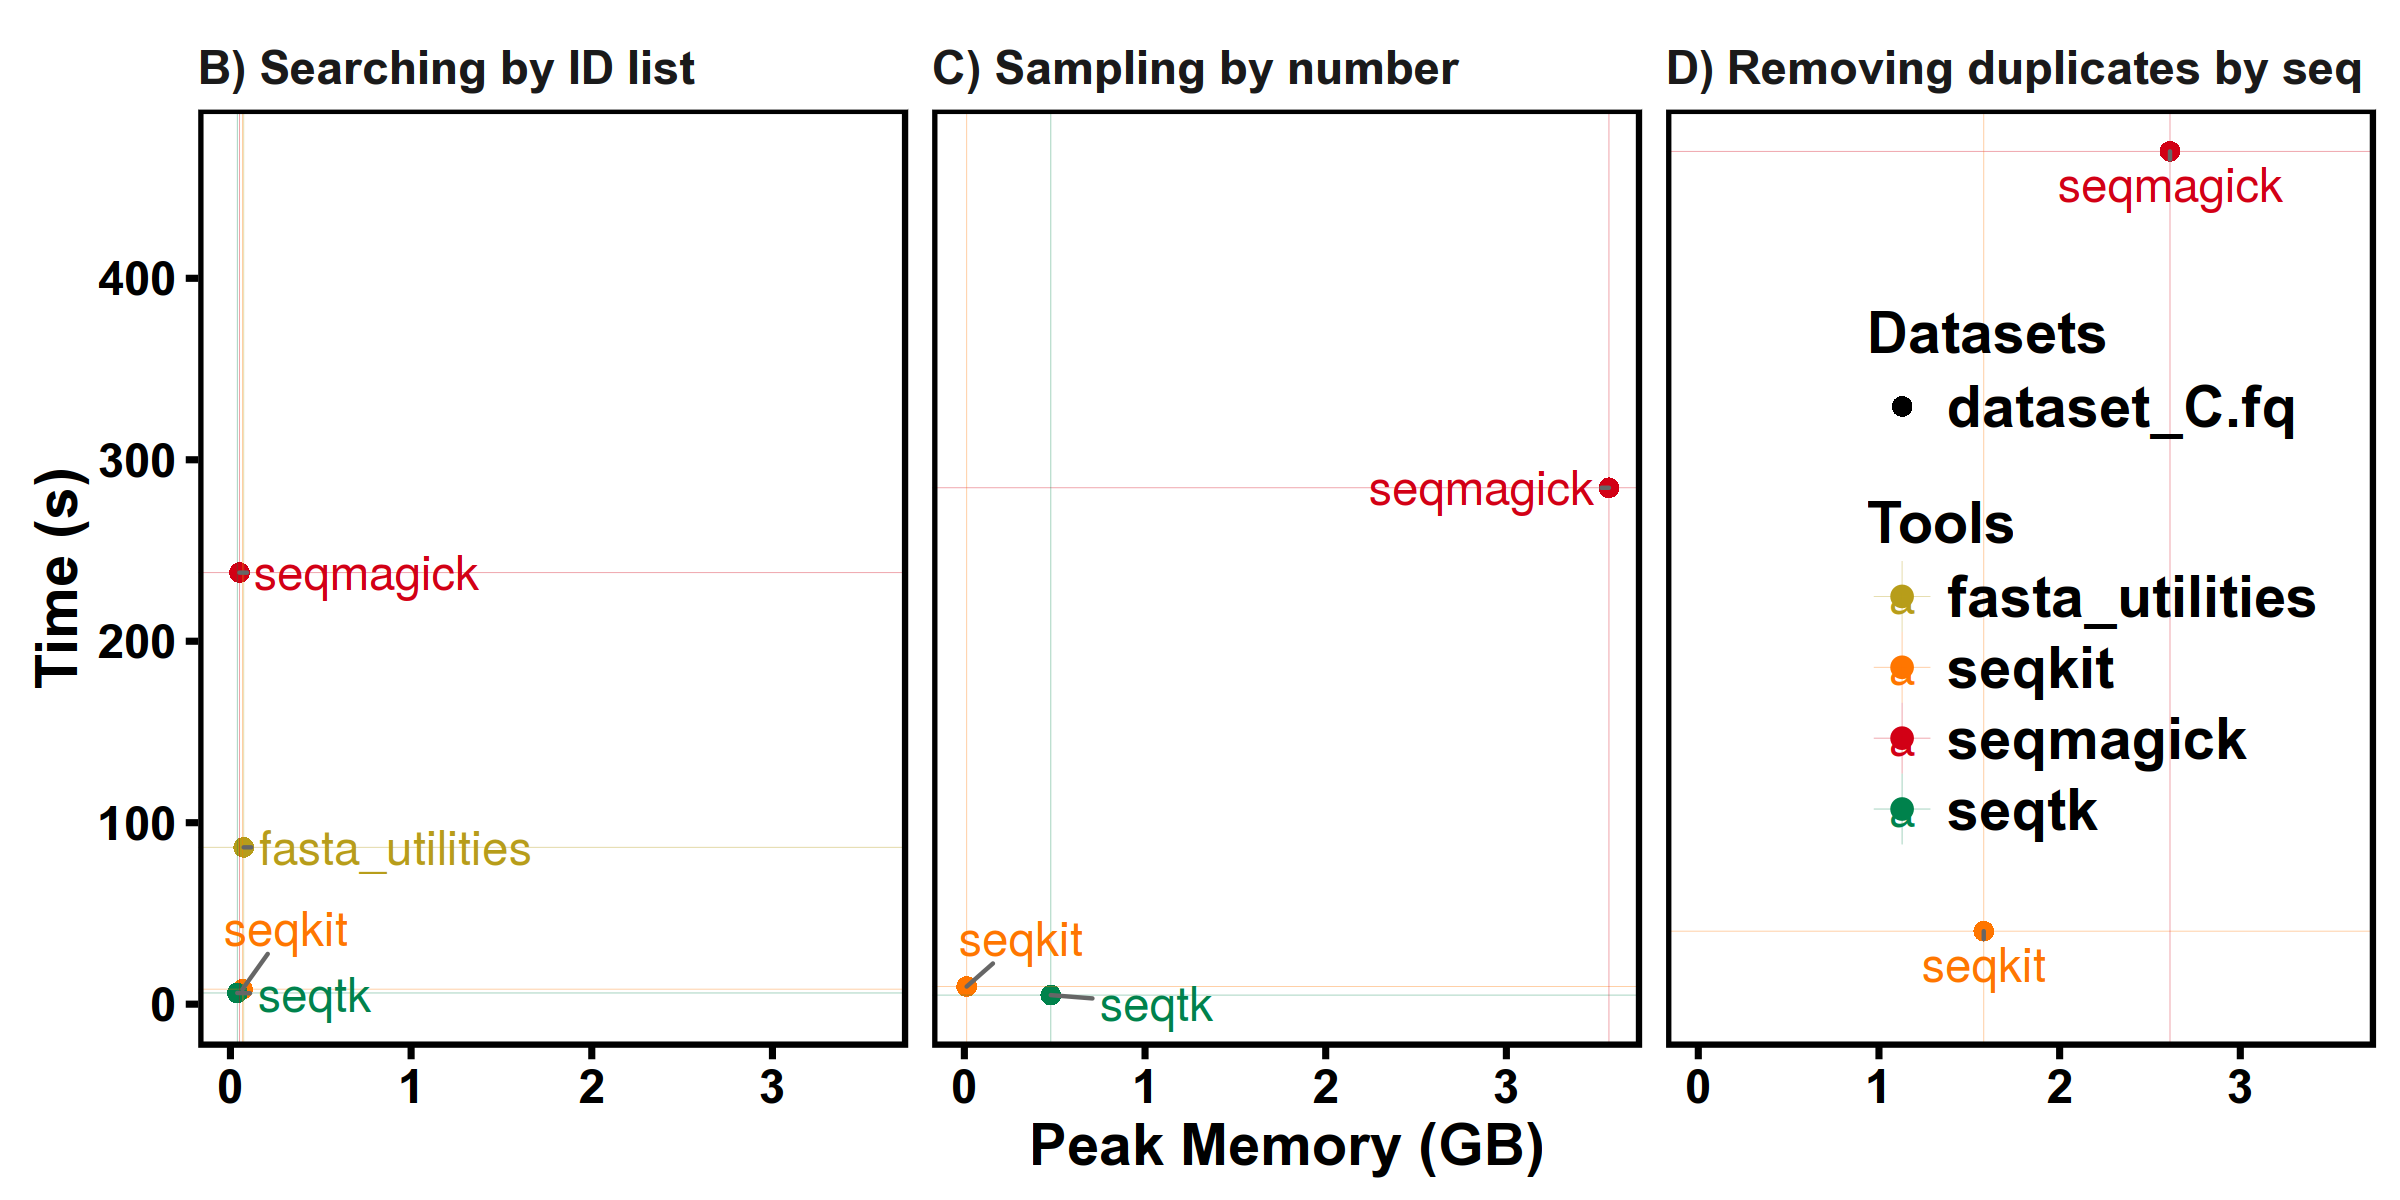 B) Searching by ID list
C) Sampling by number
D) Removing duplicates by seq
Time (s)
400
300
200
100
0
seqmagick
fasta_utilities
seqkit
seqtk
0 1 2 3
seqmagick
seqkit
seqtk
0 1 2 3
seqmagick
Datasets
dataset_C.fq
Tools
a fasta_utilities
a seqkit
a seqmagick
a seqtk
seqkit
0 1 2 3
Peak Memory (GB)